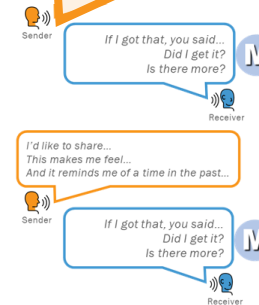 Sender
If I got that, you said...
Did I get it?
Is there more?
M
Receiver
I'd like to share...
This makes me feel...
And it reminds me of a time in the past...
Sender
If I got that, you said...
Did I get it?
Is there more?
M
Receiver